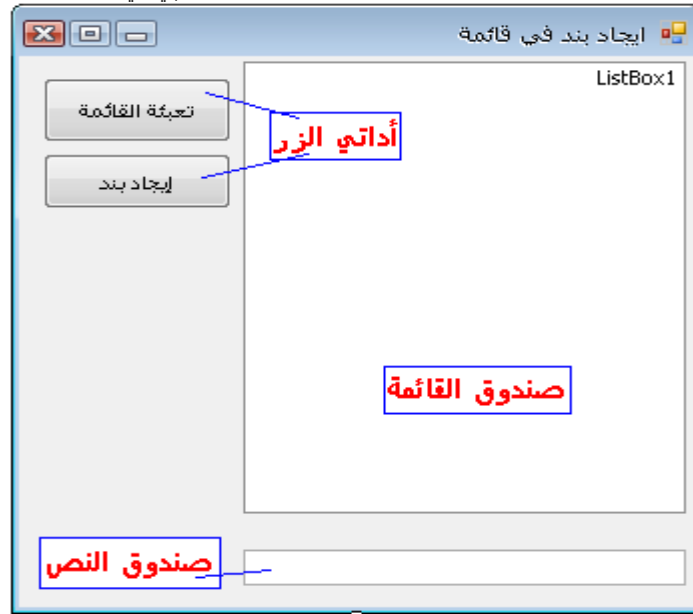 ايجاد بند في قائمة
ListBox1
تعبئة القائمة
أداتي الزر
إيجاد بند
صندوق القائمة
صندوق النص